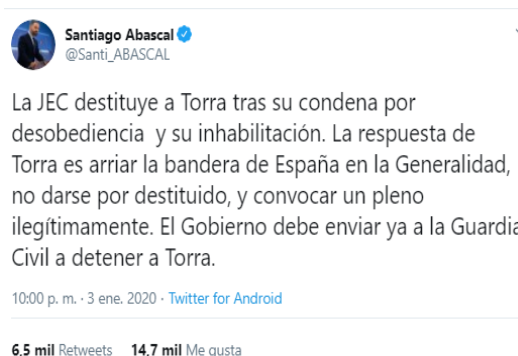 Santiago Abascal
@Santi_ABASCAL
La JEC destituye a Torra tras su condena por
desobediencia y su inhabilitación. La respuesta de
Torra es arriar la bandera de España en la Generalidad,
no darse por destituido, y convocar un pleno
ilegítimamente. El Gobierno debe enviar ya a la Guardia
Civil a detener a Torra.
10:00 p. m. · 3 ene. 2020 · Twitter for Android
6,5 mil Retweets 14,7 mil Me gusta